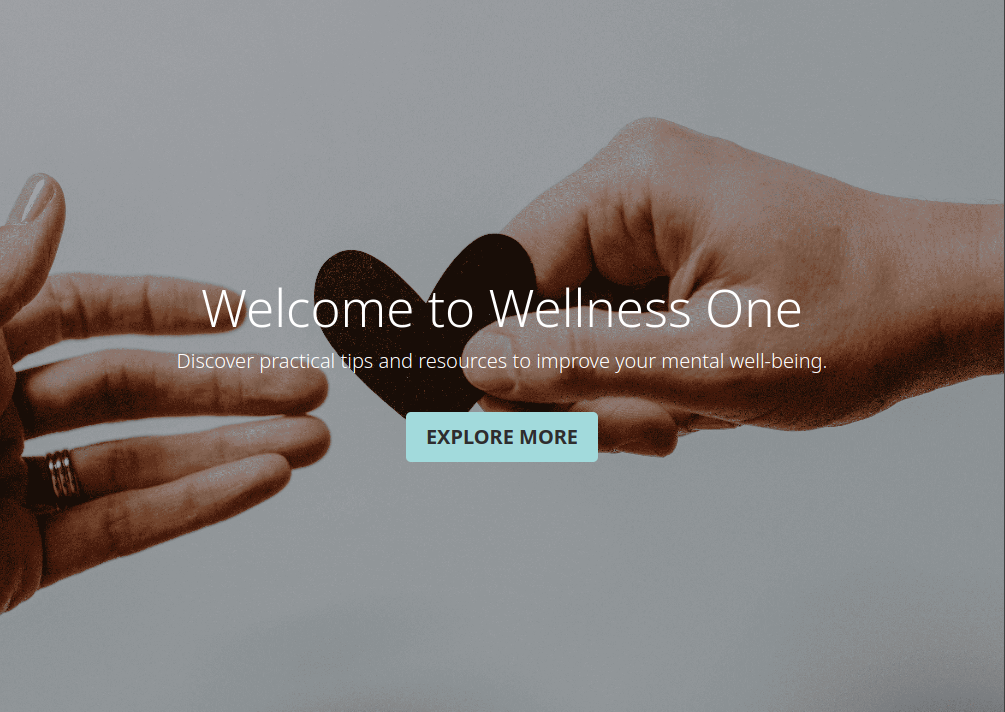 Welcome to Wellness One
Discover practical tips and resources to improve your mental well-being.
EXPLORE MORE